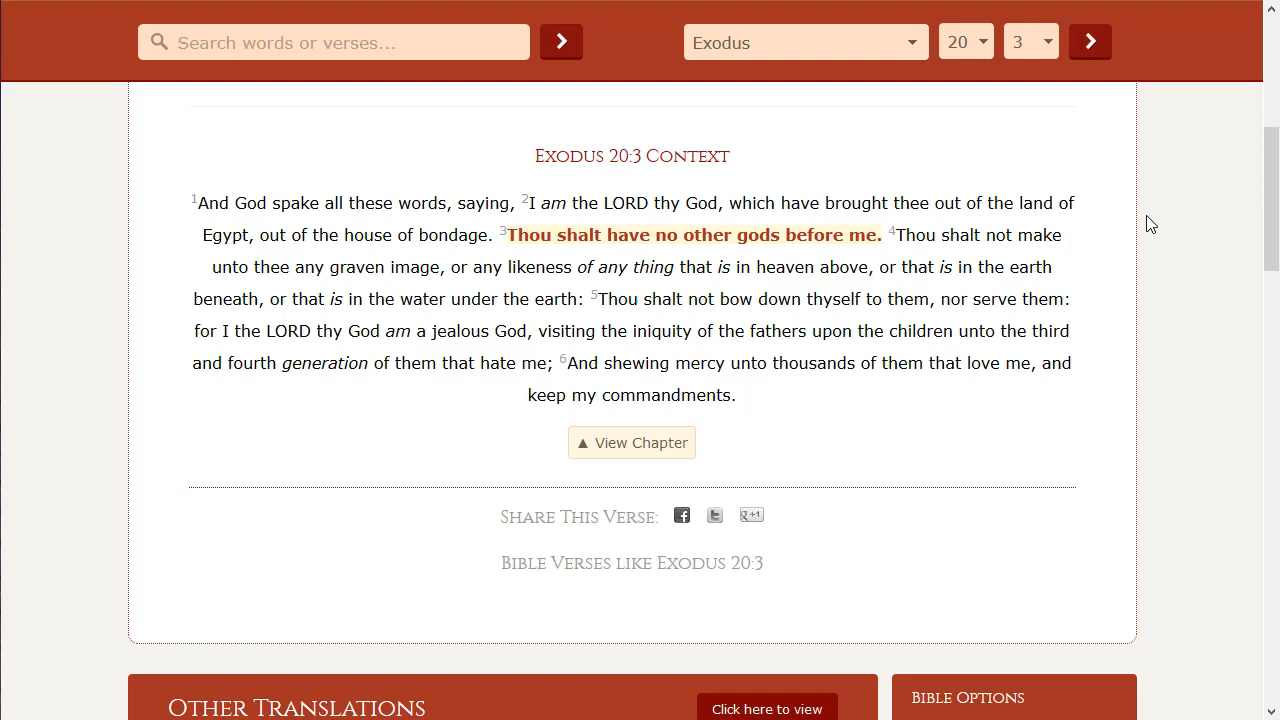 Search words or verses...
Exodus 20 3
Exodus 20:3 Context
1And God spake all these words, saying, 2I am the LORD thy God, which have brought thee out of the land of
Egypt, out of the house of bondage. 3Thou shalt have no other gods before me. 4Thou shalt not make
unto thee any graven image, or any likeness of any thing that is in heaven above, or that is in the earth
beneath, or that is in the water under the earth: 5Thou shalt not bow down thyself to them, nor serve them:
for I the LORD thy God am a jealous God, visiting the iniquity of the fathers upon the children unto the third
and fourth generation of them that hate me; 6And shewing mercy unto thousands of them that love me, and
keep my commandments.
▲ View Chapter
Share This Verse: f t g+1
Bible Verses like Exodus 20:3
Other Translations
Click here to view
Bible Options